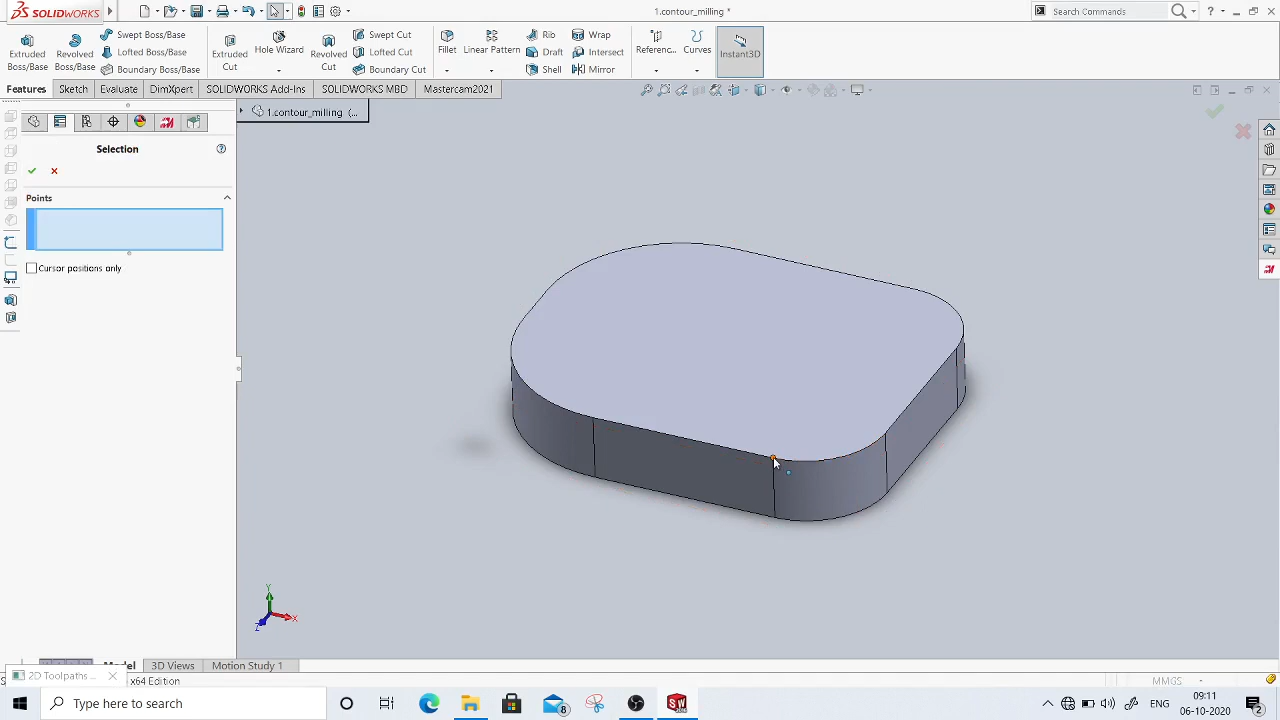 SOLIDWORKS
1.contour_milling *
Search Commands
Extruded Boss/Base
Revolved Boss/Base
Swept Boss/Base
Lofted Boss/Base
Boundary Boss/Base
Extruded Cut
Hole Wizard
Revolved Cut
Swept Cut
Lofted Cut
Boundary Cut
Fillet
Linear Pattern
Rib
Draft
Shell
Wrap
Intersect
Mirror
Referenc...
Curves
Instant3D
Features
Sketch
Evaluate
DimXpert
SOLIDWORKS Add-Ins
SOLIDWORKS MBD
Mastercam2021
1.contour_milling (...
Selection
Points
Cursor positions only
Y
X
Z
Model
3D Views
Motion Study 1
2D Toolpaths ...
x64 Edition
MMGS
Type here to search
8
ENG
09:11
06-10-2020
2